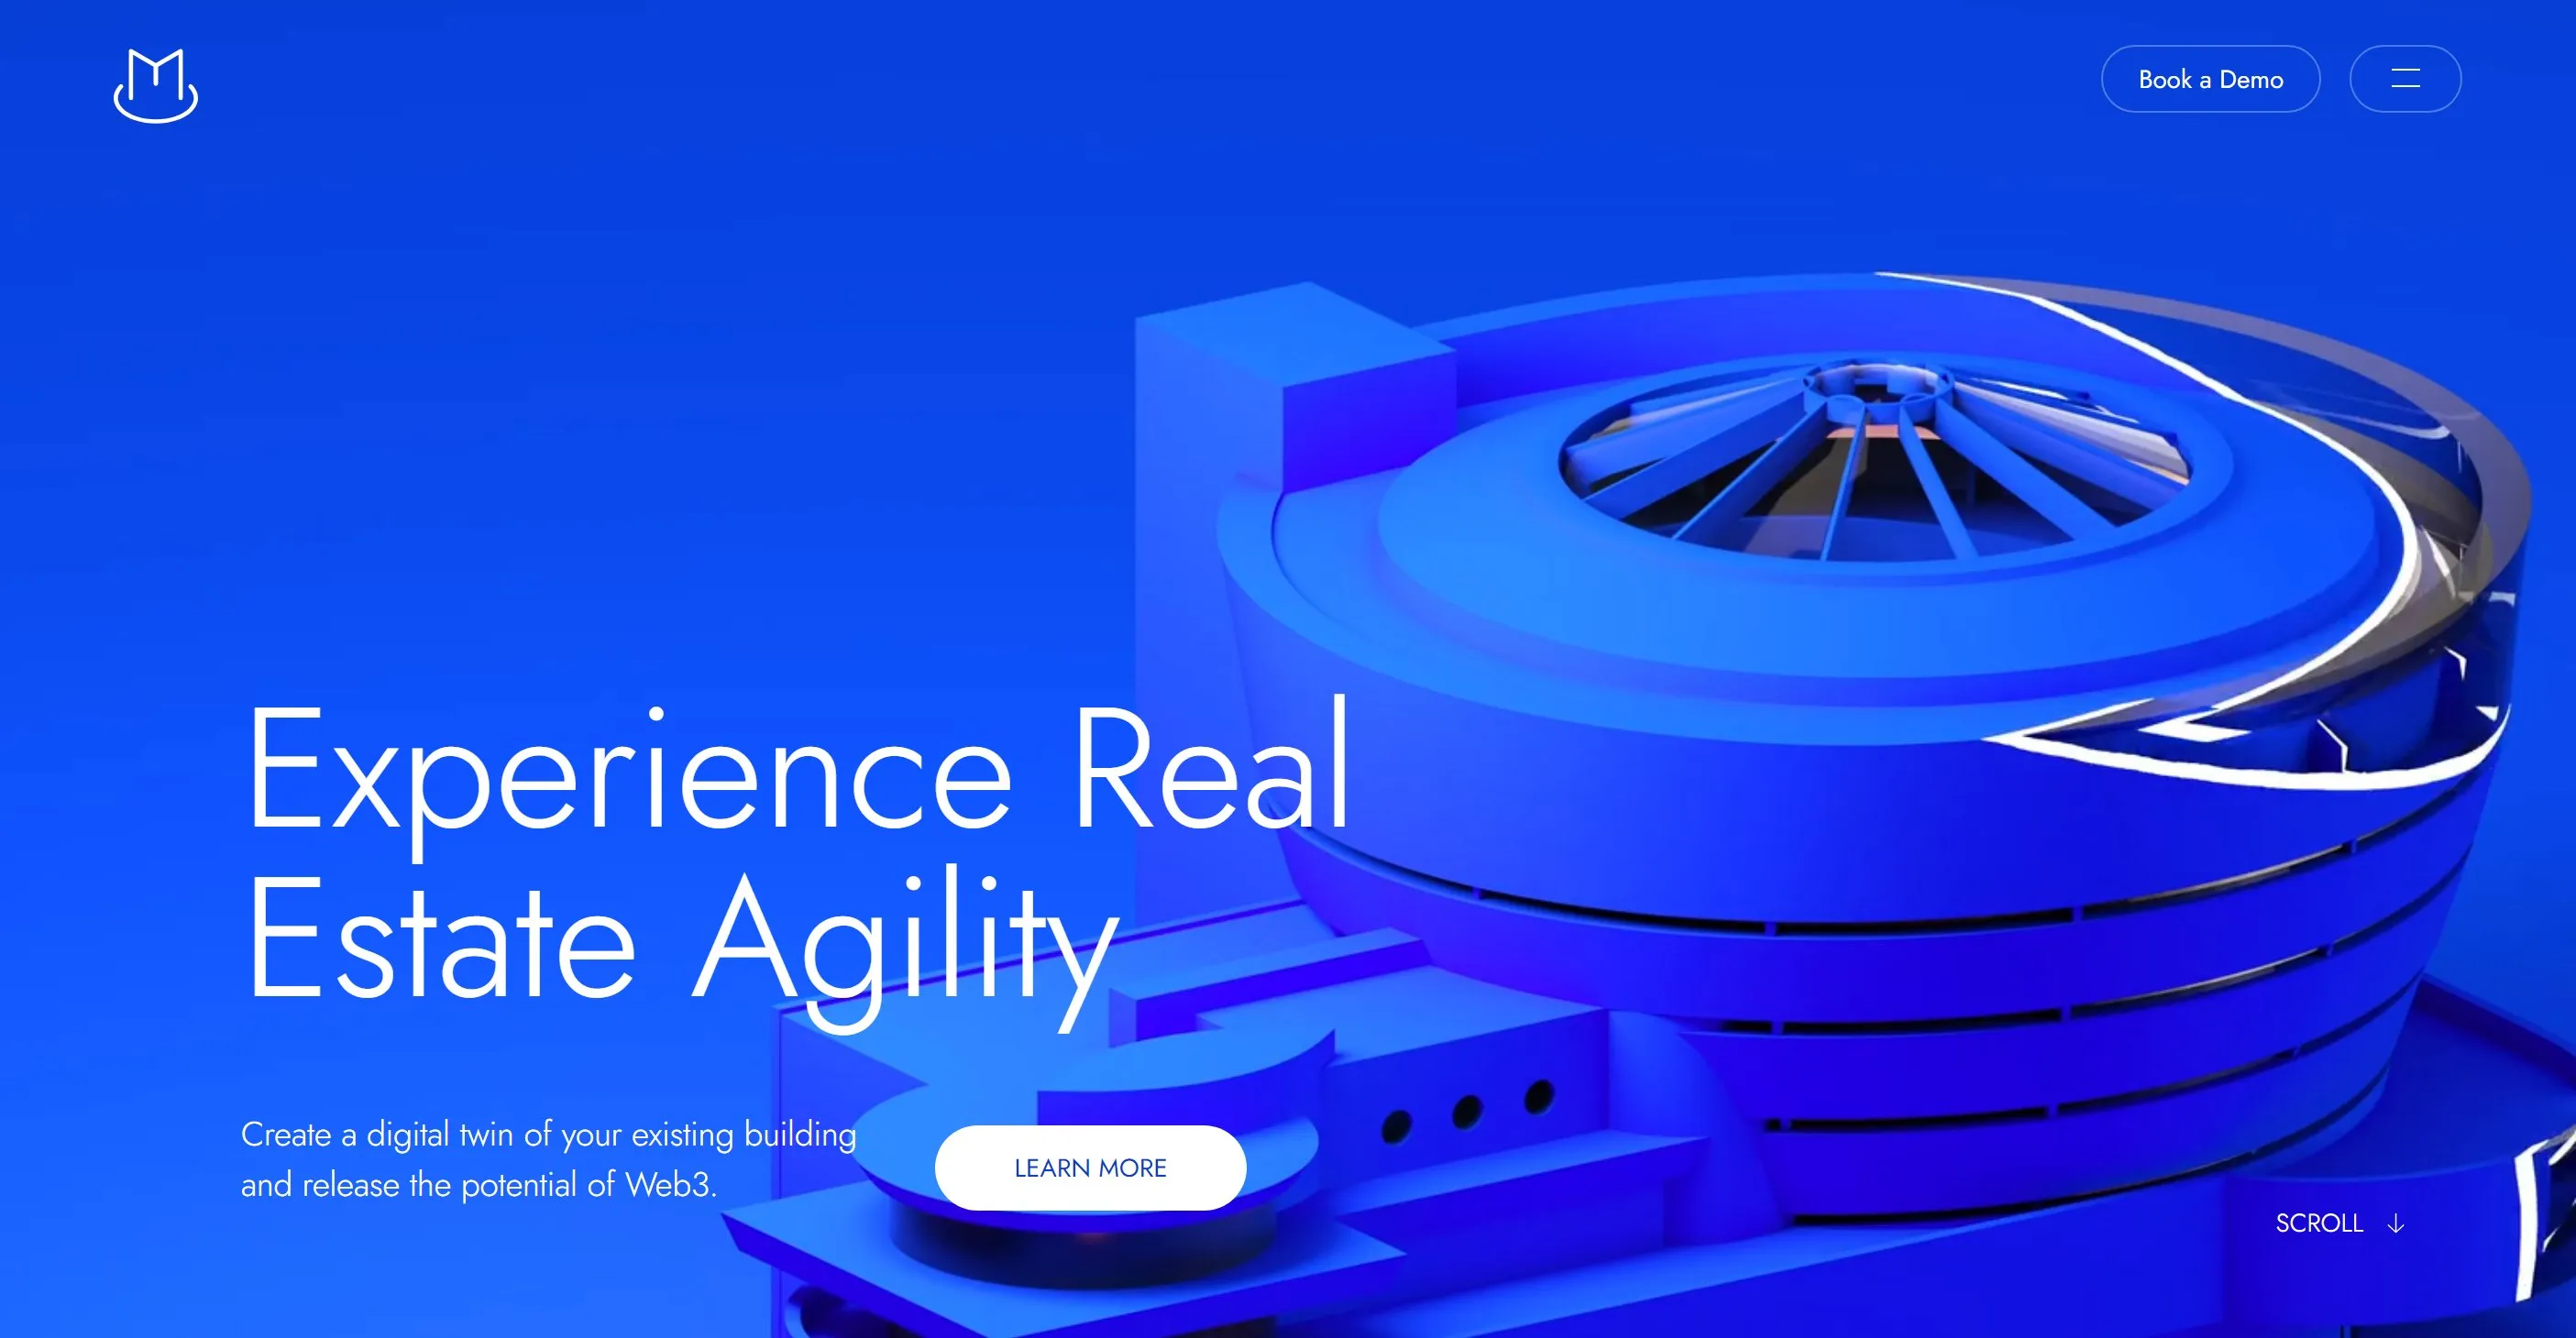 Book a Demo
Experience Real
Estate Agility
Create a digital twin of your existing building
and release the potential of Web3.
LEARN MORE
SCROLL ↓